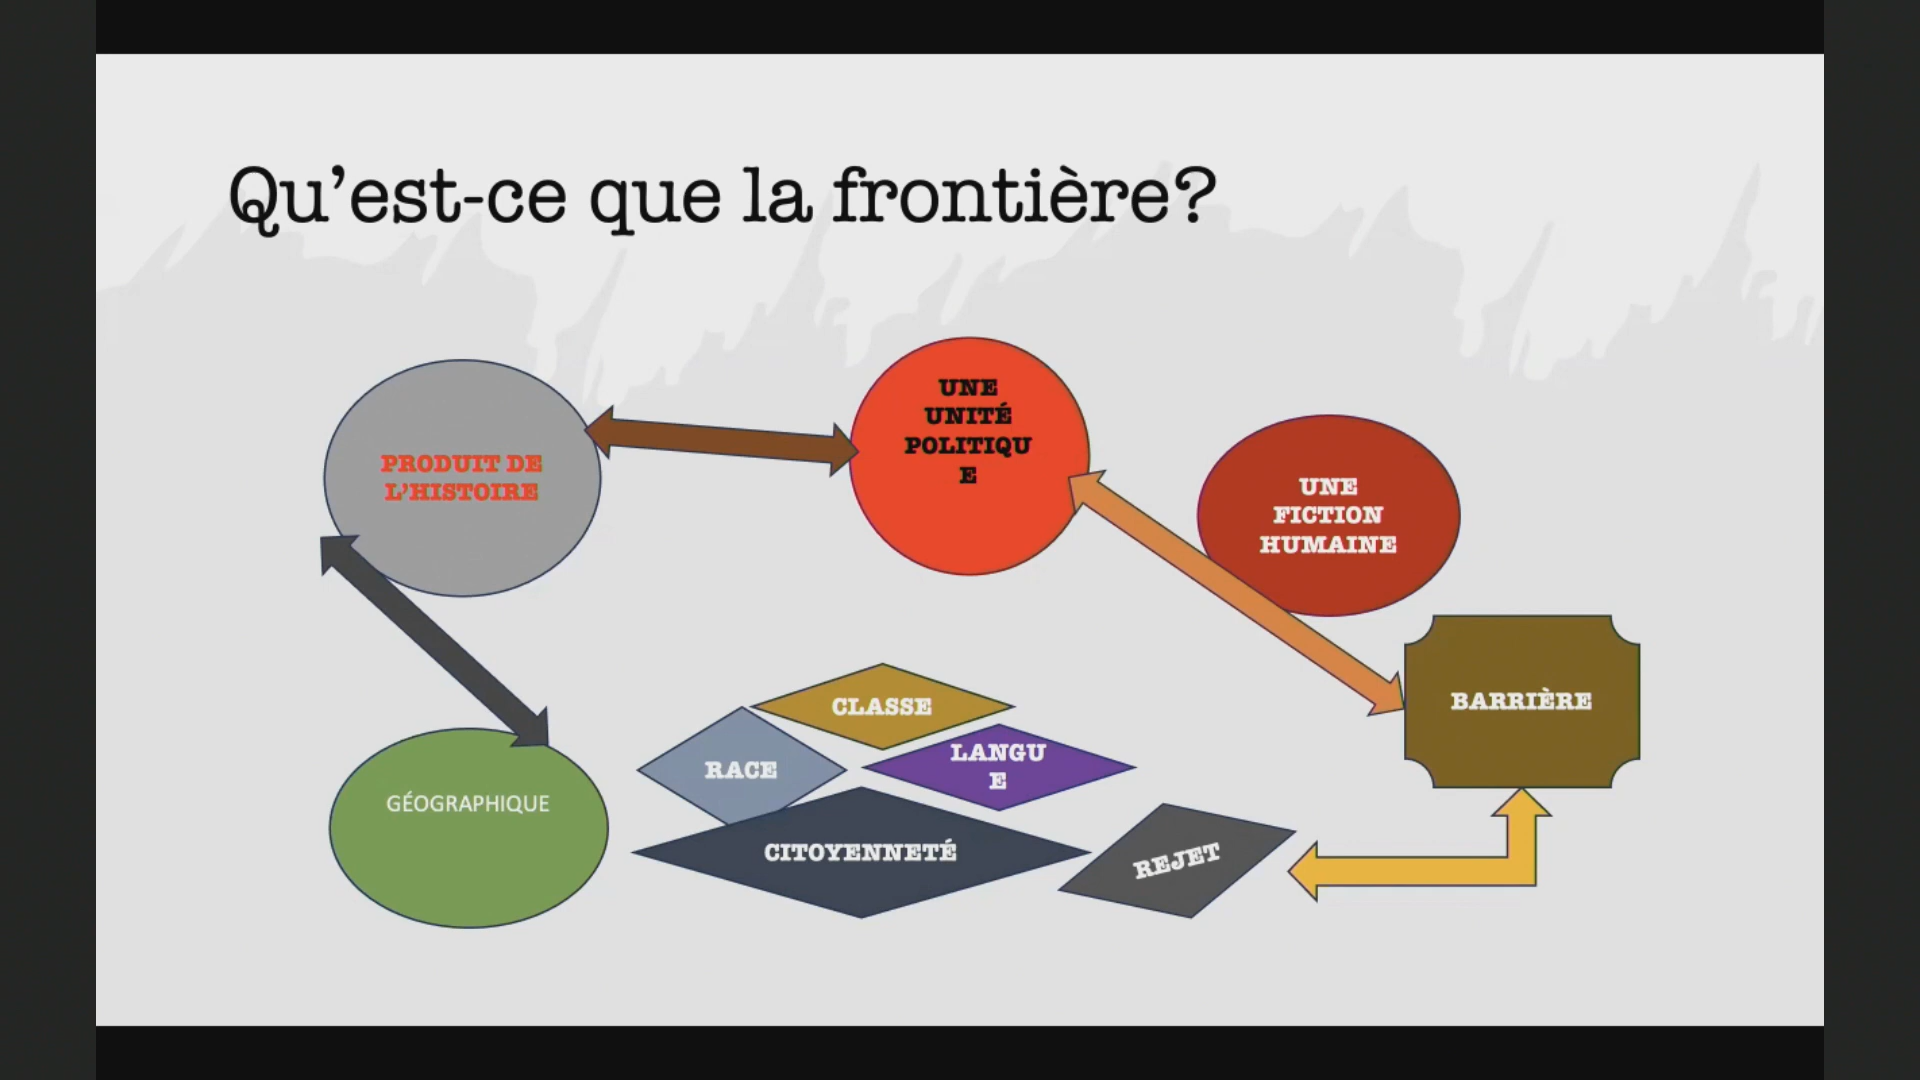 Qu’est-ce que la frontière?
PRODUIT DE
L’HISTOIRE
UNE
UNITÉ
POLITIQU
E
UNE
FICTION
HUMAINE
BARRIÈRE
CLASSE
RACE
LANGU
E
GÉOGRAPHIQUE
CITOYENNETÉ
REJET